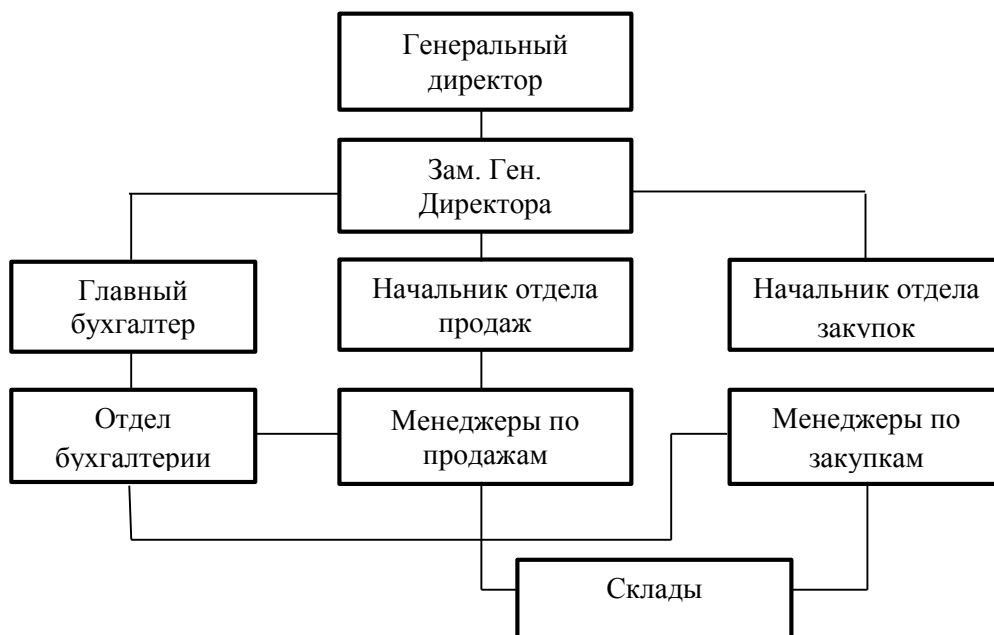 Генеральный
директор
Зам. Ген.
Директора
Главный
бухгалтер
Начальник отдела
продаж
Начальник отдела
закупок
Отдел
бухгалтерии
Менеджеры по
продажам
Менеджеры по
закупкам
Склады